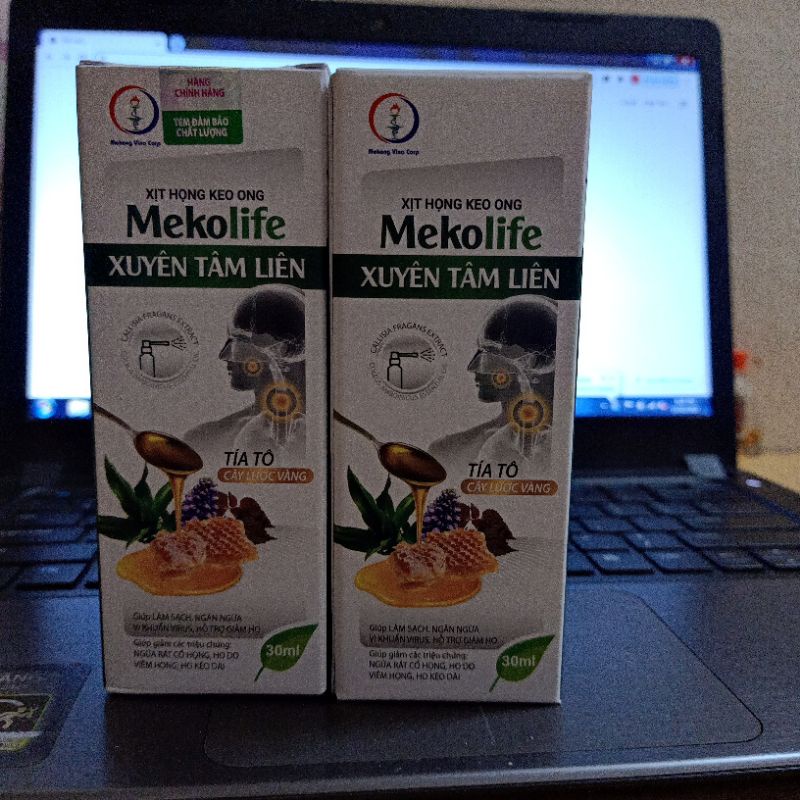 HÀNG
CHÍNH HÃNG
TEM ĐẢM BẢO
CHẤT LƯỢNG
Mekong Vina Corp
XỊT HỌNG KEO ONG
Mekolife
XUYÊN TÂM LIÊN
CALLISIA FRAGANS EXTRACT
TÍA TÔ
CÂY LƯỢC VÀNG
Giúp LÀM SẠCH, NGĂN NGỪA
VI KHUẨN VIRUS, HỖ TRỢ GIẢM HO
Giúp giảm các triệu chứng:
NGỨA RÁT CỔ HỌNG, HO DO
VIÊM HỌNG, HO KÉO DÀI
30ml
Mekong Vina Corp
XỊT HỌNG KEO ONG
Mekolife
XUYÊN TÂM LIÊN
CALLISIA FRAGANS EXTRACT
TÍA TÔ
CÂY LƯỢC VÀNG
Giúp LÀM SẠCH, NGĂN NGỪA
VI KHUẨN VIRUS, HỖ TRỢ GIẢM HO
Giúp giảm các triệu chứng:
NGỨA RÁT CỔ HỌNG, HO DO
VIÊM HỌNG, HO KÉO DÀI
30ml